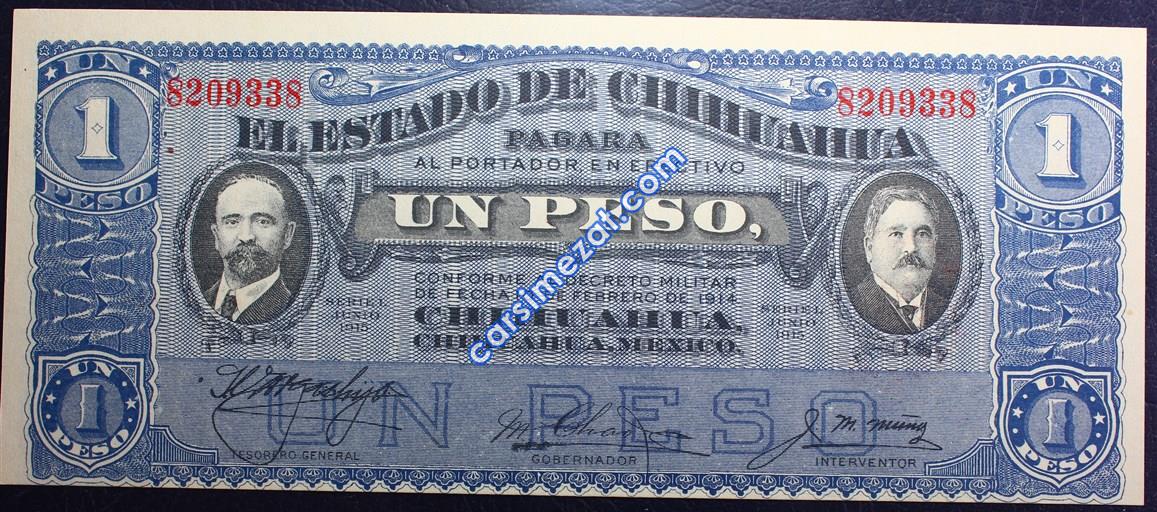 UN
1
PESO
8209338
8209338
UN
1
PESO
EL ESTADO DE CHIHUAHUA
PAGARA
AL PORTADOR EN EFECTIVO
UN PESO,
CONFORME DECRETO MILITAR
DE FECHA FEBRERO DE 1914
CHIHUAHUA,
CHIHUAHUA, MEXICO.
SERIE
JUNIO
1915
SERIE
JUNIO
1915
carsimezat.com
UN PESO
TESORERO GENERAL
GOBERNADOR
J. M. Muñiz
INTERVENTOR
UN
1
PESO
UN
1
PESO